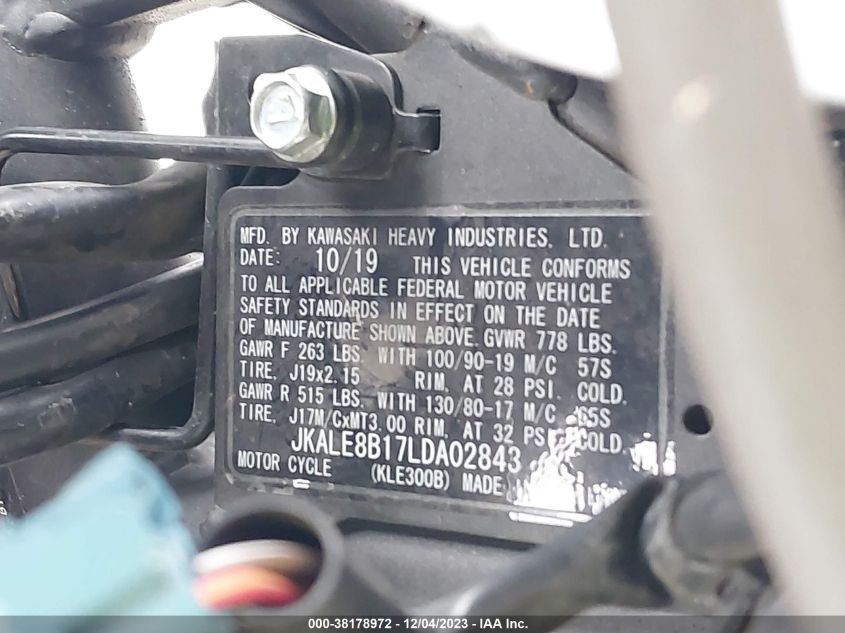 MFD. BY KAWASAKI HEAVY INDUSTRIES, LTD.
DATE: 10/19 THIS VEHICLE CONFORMS
TO ALL APPLICABLE FEDERAL MOTOR VEHICLE
SAFETY STANDARDS IN EFFECT ON THE DATE
OF MANUFACTURE SHOWN ABOVE. GVWR 778 LBS.
GAWR F 263 LBS. WITH 100/90-19 M/C 57S
TIRE, J19x2.15 RIM, AT 28 PSI. COLD.
GAWR R 515 LBS. WITH 130/80-17 M/C 65S
TIRE, J17M/CxMT3.00 RIM, AT 32 PSI COLD.
JKALE8B17LDA02843
MOTOR CYCLE (KLE300B) MADE
000-38178972 - 12/04/2023 - COPYRIGHT © IAA, Inc.